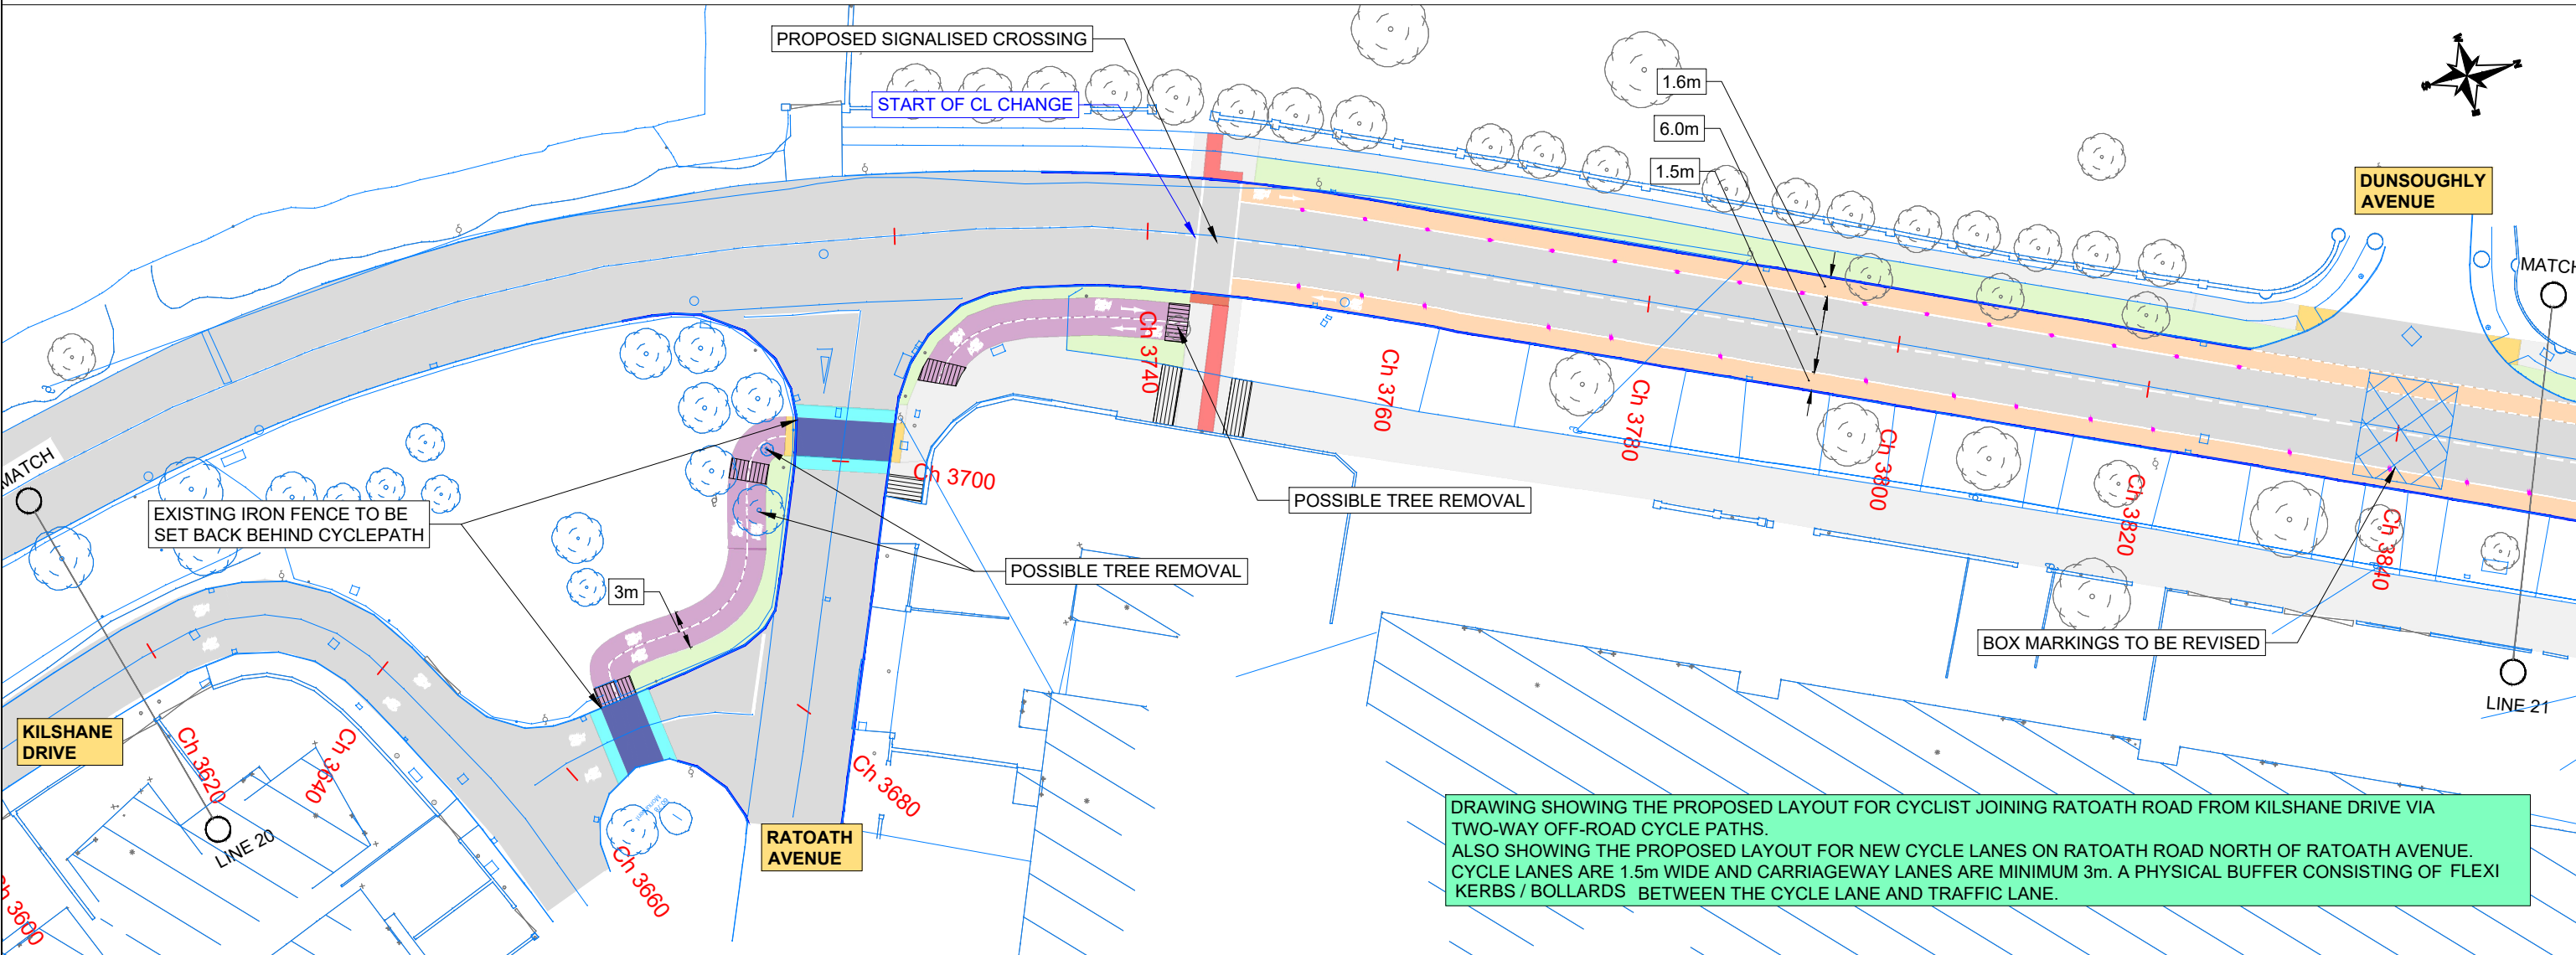 PROPOSED SIGNALISED CROSSING
START OF CL CHANGE
1.6m
6.0m
1.5m
DUNSOUGHLY
AVENUE
MATCH
LINE 21
MATCH
LINE 20
EXISTING IRON FENCE TO BE
SET BACK BEHIND CYCLEPATH
3m
POSSIBLE TREE REMOVAL
POSSIBLE TREE REMOVAL
BOX MARKINGS TO BE REVISED
KILSHANE
DRIVE
RATOATH
AVENUE
Ch 3600
Ch 3620
Ch 3640
Ch 3660
Ch 3680
Ch 3700
Ch 3740
Ch 3760
Ch 3780
Ch 3800
Ch 3820
Ch 3840
DRAWING SHOWING THE PROPOSED LAYOUT FOR CYCLIST JOINING RATOATH ROAD FROM KILSHANE DRIVE VIA
TWO-WAY OFF-ROAD CYCLE PATHS.
ALSO SHOWING THE PROPOSED LAYOUT FOR NEW CYCLE LANES ON RATOATH ROAD NORTH OF RATOATH AVENUE.
CYCLE LANES ARE 1.5m WIDE AND CARRIAGEWAY LANES ARE MINIMUM 3m. A PHYSICAL BUFFER CONSISTING OF FLEXI
KERBS / BOLLARDS BETWEEN THE CYCLE LANE AND TRAFFIC LANE.